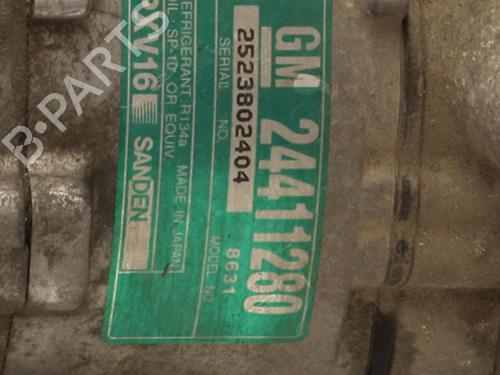 GM 24411280
2523802404
SERIAL NO.
8631
MODEL NO.
REFRIGERANT : R134a
OIL : SP-10 OR EQUIV.
MADE IN JAPAN
RSV16 SANDEN
B-PARTS